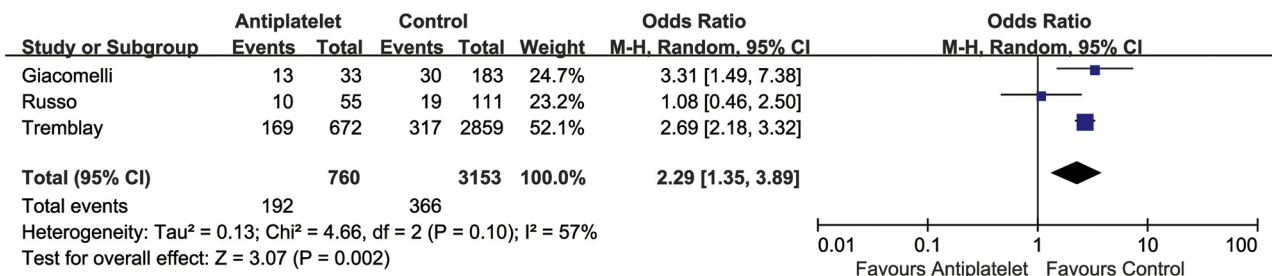 Antiplatelet Control Odds Ratio Odds Ratio
Study or Subgroup Events Total Events Total Weight M-H, Random, 95% CI M-H, Random, 95% CI
Giacomelli 13 33 30 183 24.7% 3.31 [1.49, 7.38]
Russo 10 55 19 111 23.2% 1.08 [0.46, 2.50]
Tremblay 169 672 317 2859 52.1% 2.69 [2.18, 3.32]
Total (95% CI) 760 3153 100.0% 2.29 [1.35, 3.89]
Total events 192 366
Heterogeneity: Tau² = 0.13; Chi² = 4.66, df = 2 (P = 0.10); I² = 57%
Test for overall effect: Z = 3.07 (P = 0.002)
0.01 0.1 1 10 100
Favours Antiplatelet Favours Control